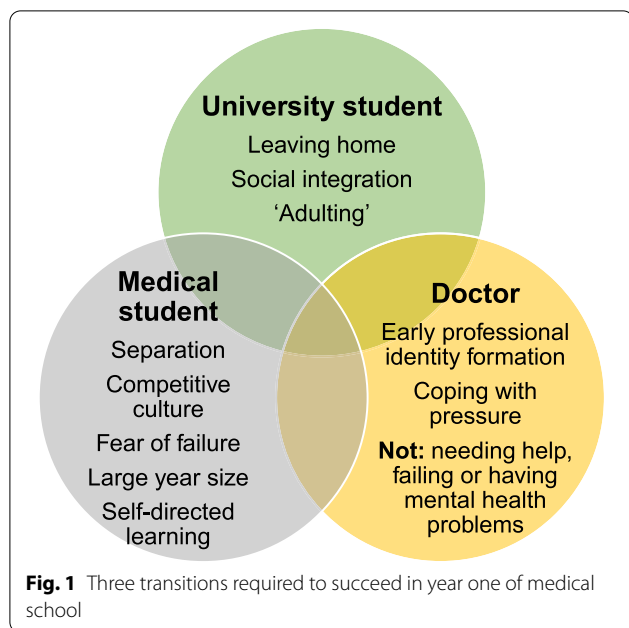 University student
Leaving home
Social integration
‘Adulting’
Medical
student
Separation
Competitive
culture
Fear of failure
Large year size
Self-directed
learning
Doctor
Early professional
identity formation
Coping with
pressure
Not: needing help,
failing or having
mental health
problems
Fig. 1 Three transitions required to succeed in year one of medical
school